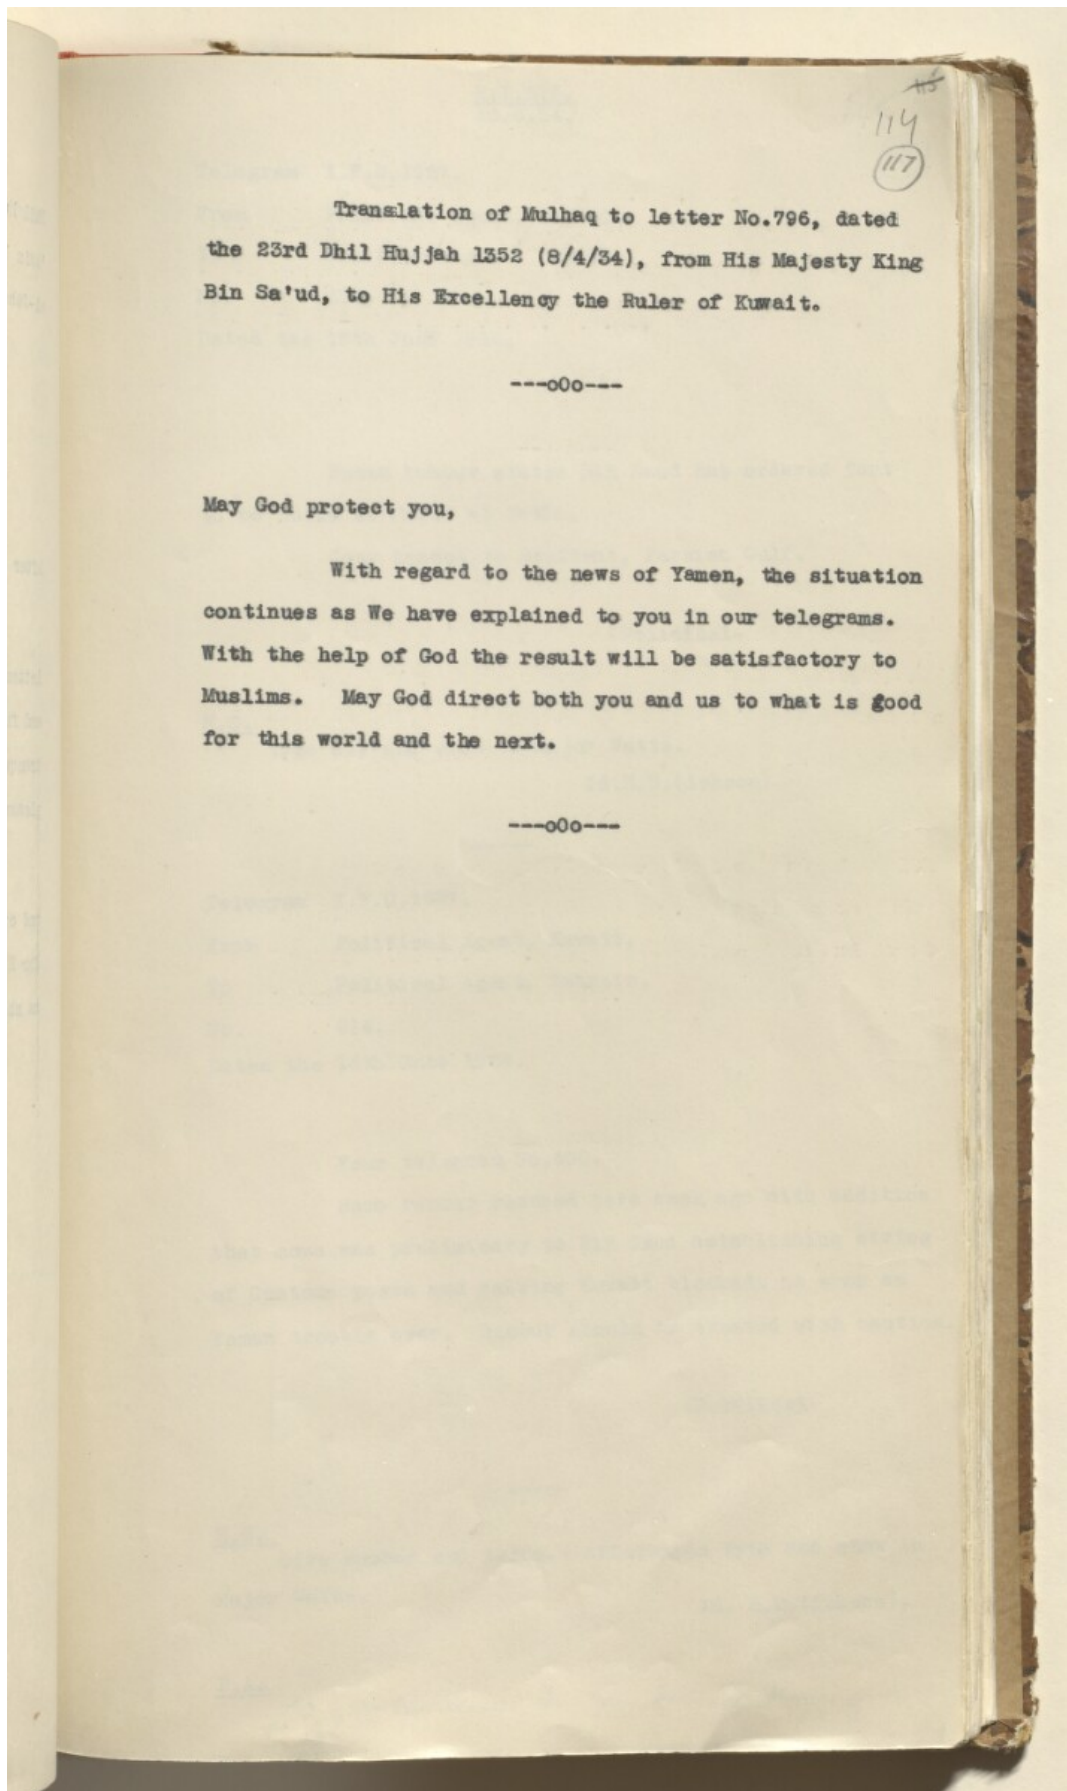 115
114
117
Translation of Mulhaq to letter No.796, dated
the 23rd Dhil Hujjah 1352 (8/4/34), from His Majesty King
Bin Sa'ud, to His Excellency the Ruler of Kuwait.
---oOo---
May God protect you,
With regard to the news of Yamen, the situation
continues as We have explained to you in our telegrams.
With the help of God the result will be satisfactory to
Muslims. May God direct both you and us to what is good
for this world and the next.
---oOo---